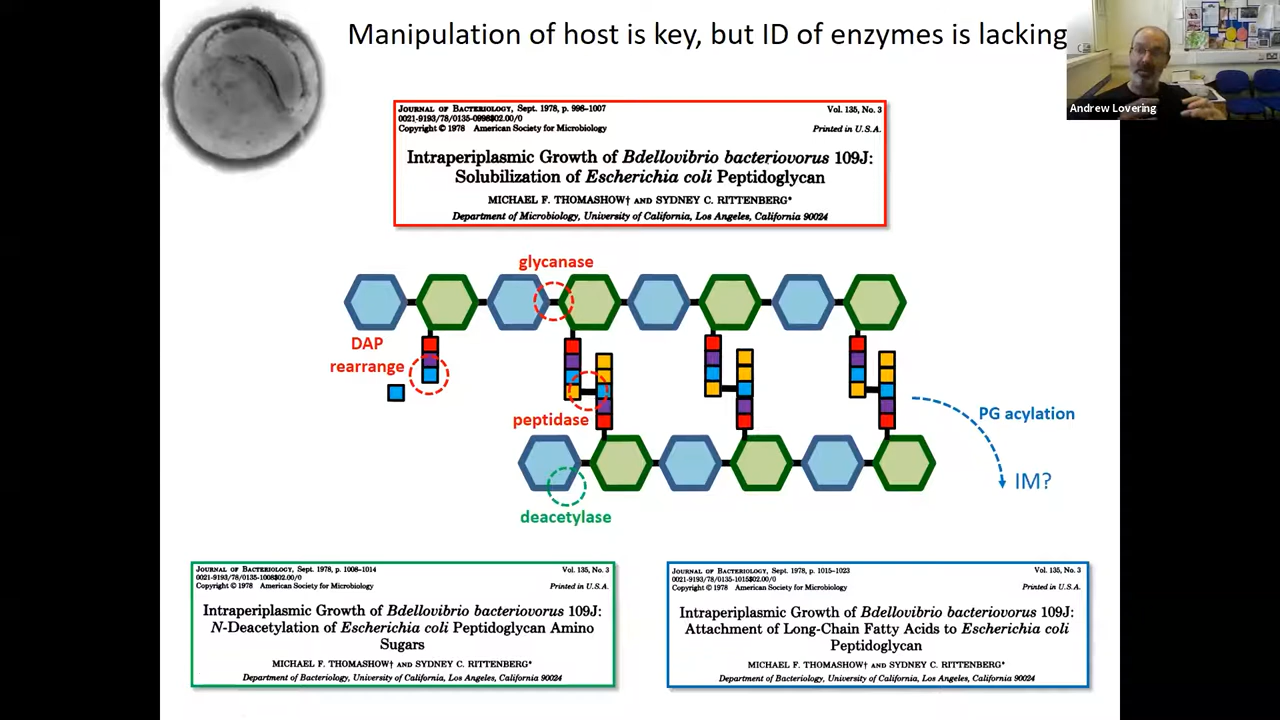 Manipulation of host is key, but ID of enzymes is lacking
Andrew Lovering
JOURNAL OF BACTERIOLOGY, Sept. 1978, p. 998-1007
0021-9193/78/0135-0998$02.00/0
Copyright © 1978 American Society for Microbiology
Vol. 135, No. 3
Printed in U.S.A.
Intraperiplasmic Growth of Bdellovibrio bacteriovorus 109J:
Solubilization of Escherichia coli Peptidoglycan
MICHAEL F. THOMASHOW† AND SYDNEY C. RITTENBERG*
Department of Microbiology, University of California, Los Angeles, California 90024
glycanase
DAP
rearrange
peptidase
PG acylation
IM?
deacetylase
JOURNAL OF BACTERIOLOGY, Sept. 1978, p. 1008-1014
0021-9193/78/0135-1008$02.00/0
Copyright © 1978 American Society for Microbiology
Vol. 135, No. 3
Printed in U.S.A.
Intraperiplasmic Growth of Bdellovibrio bacteriovorus 109J:
N-Deacetylation of Escherichia coli Peptidoglycan Amino
Sugars
MICHAEL F. THOMASHOW† AND SYDNEY C. RITTENBERG*
Department of Bacteriology, University of California, Los Angeles, California 90024
JOURNAL OF BACTERIOLOGY, Sept. 1978, p. 1015-1023
0021-9193/78/0135-1015$02.00/0
Copyright © 1978 American Society for Microbiology
Vol. 135, No. 3
Printed in U.S.A.
Intraperiplasmic Growth of Bdellovibrio bacteriovorus 109J:
Attachment of Long-Chain Fatty Acids to Escherichia coli
Peptidoglycan
MICHAEL F. THOMASHOW† AND SYDNEY C. RITTENBERG*
Department of Bacteriology, University of California, Los Angeles, California 90024